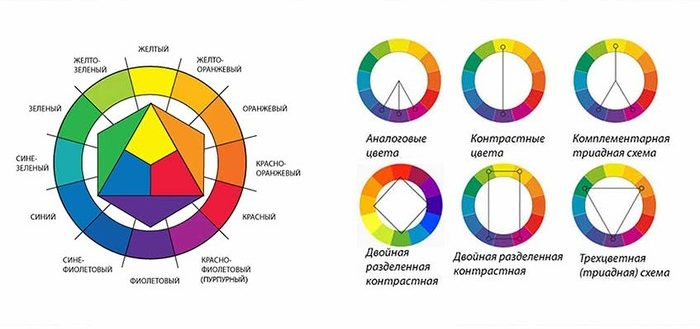 ЖЕЛТЫЙ
ЖЕЛТО-
ЗЕЛЕНЫЙ
ЖЕЛТО-
ОРАНЖЕВЫЙ
ЗЕЛЕНЫЙ
ОРАНЖЕВЫЙ
СИНЕ-
ЗЕЛЕНЫЙ
КРАСНО-
ОРАНЖЕВЫЙ
СИНИЙ
КРАСНЫЙ
СИНЕ-
ФИОЛЕТОВЫЙ
ФИОЛЕТОВЫЙ
КРАСНО-
ФИОЛЕТОВЫЙ
(ПУРПУРНЫЙ)
Аналоговые
цвета
Контрастные
цвета
Комплементарная
триадная схема
Двойная
разделенная
контрастная
Двойная разделенная
контрастная
Трехцветная
(триадная) схема